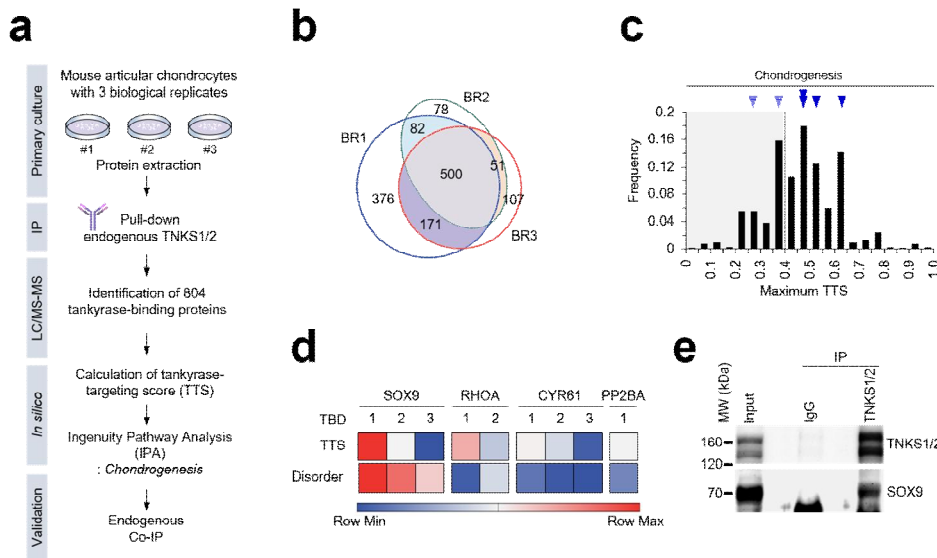 a
Primary culture
IP
LC/MS-MS
In silico
Validation
Mouse articular chondrocytes
with 3 biological replicates
#1 #2 #3
Protein extraction
Pull-down
endogenous TNKS1/2
Identification of 804
tankyrase-binding proteins
Calculation of tankyrase-
targeting score (TTS)
Ingenuity Pathway Analysis
(IPA)
: Chondrogenesis
Endogenous
Co-IP
b
BR2
78
BR1
82
51
500
376
107
171
BR3
c
Chondrogenesis
Frequency
0.2
0.16
0.12
0.08
0.04
0
0 0.1 0.2 0.3 0.4 0.5 0.6 0.7 0.8 0.9 1.0
Maximum TTS
d
SOX9 RHOA CYR61 PP2BA
TBD 1 2 3 1 2 1 2 3 1
TTS
Disorder
Row Min Row Max
e
IP
MW (kDa)
Input
IgG
TNKS1/2
160
120
TNKS1/2
70
SOX9